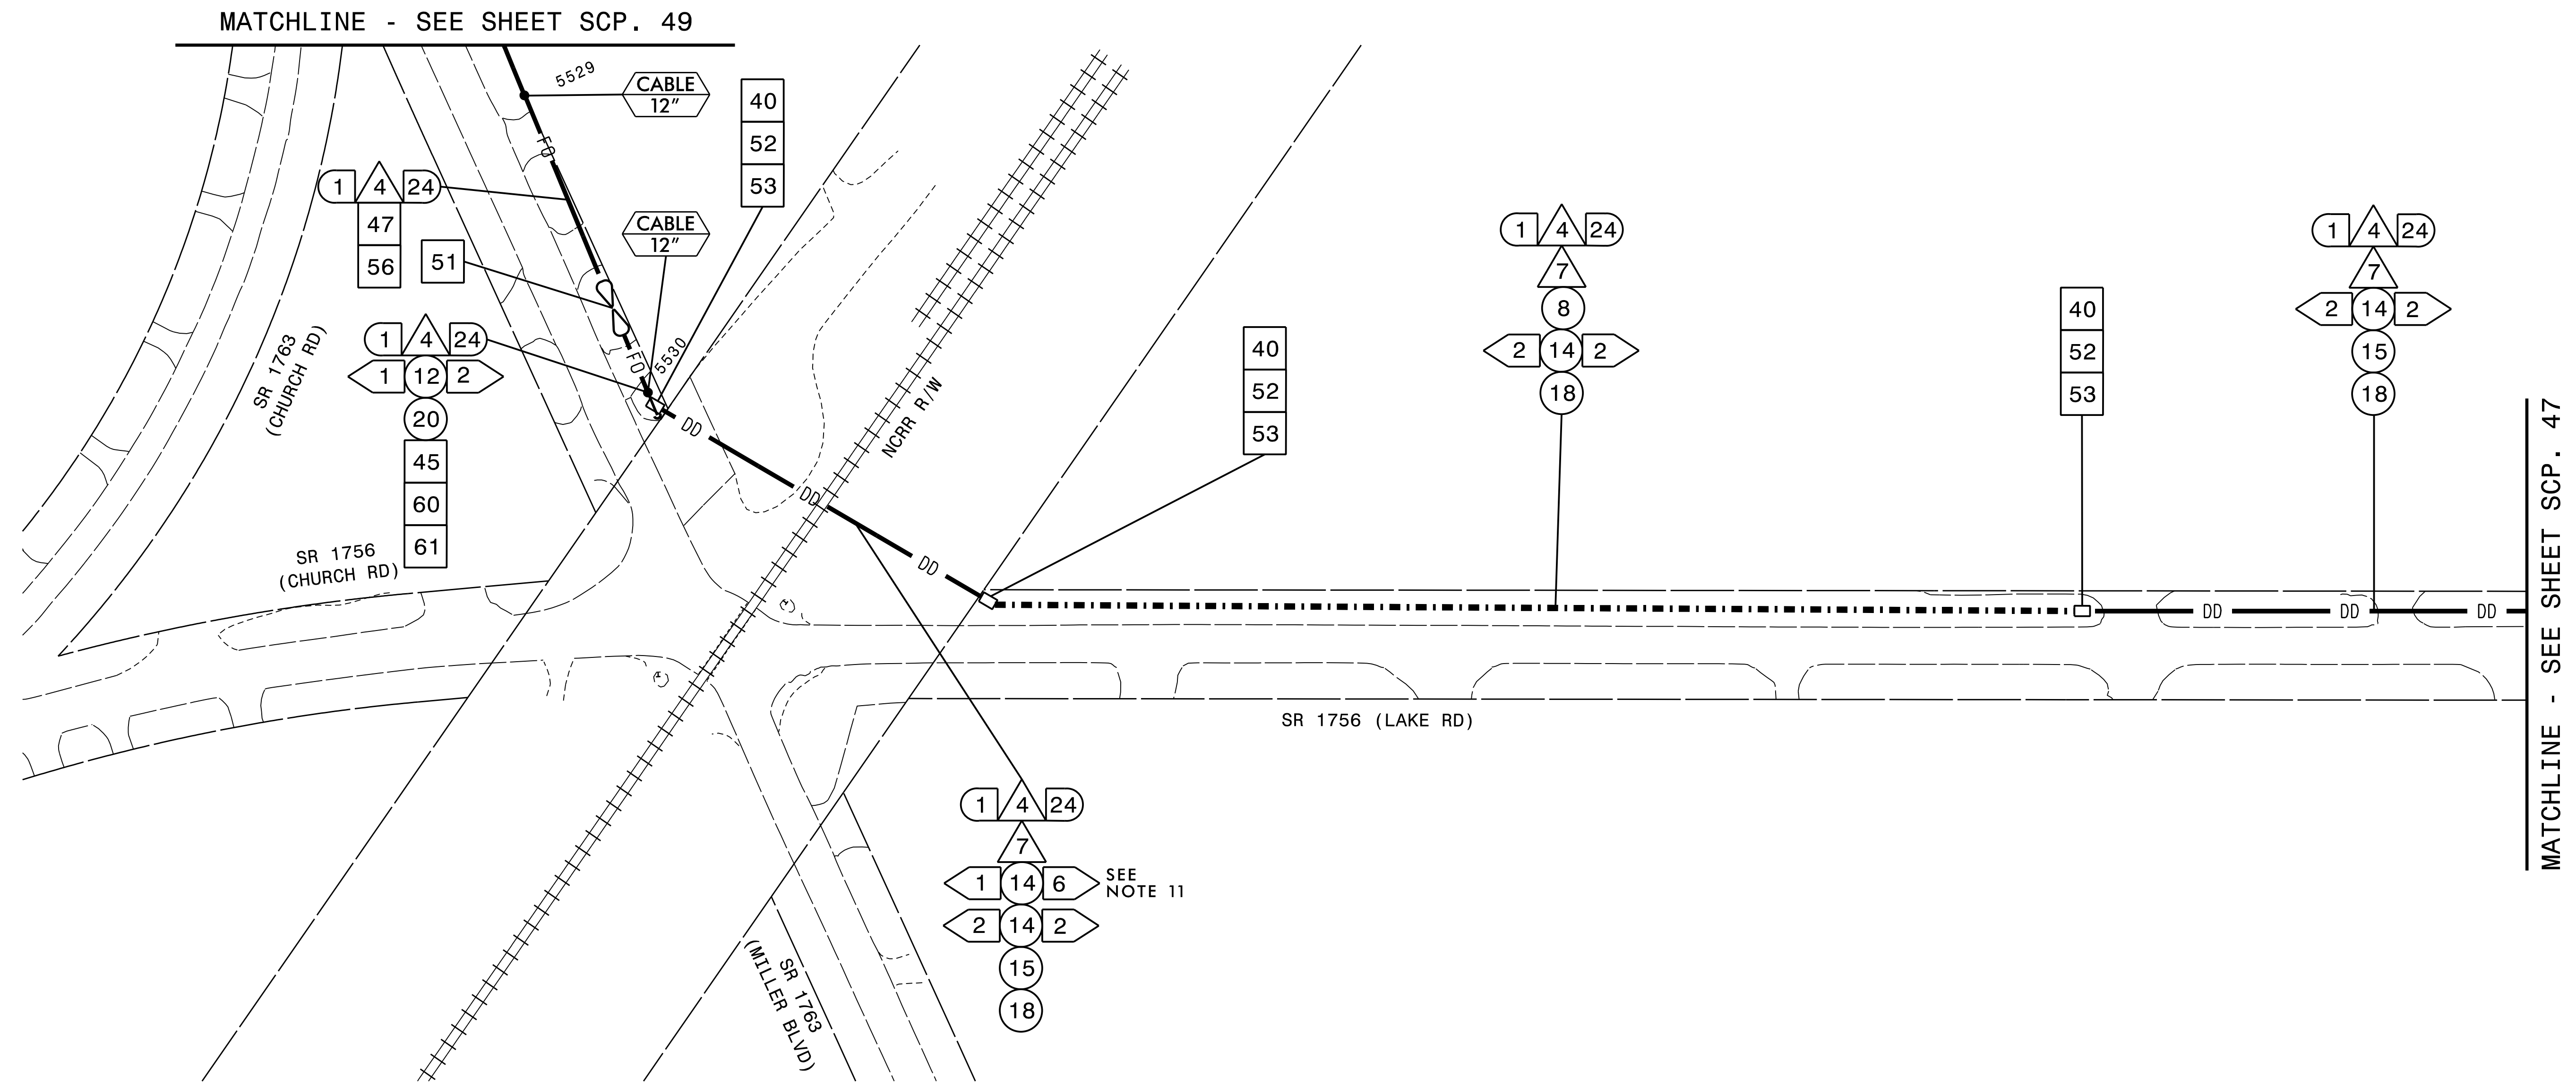 MATCHLINE - SEE SHEET SCP. 49
5529
CABLE
12"
40
52
53
FO
1 4 24
47
56
51
CABLE
12"
1 4 24
1 12 2
20
45
60
61
FO
5530
SR 1763
(CHURCH RD)
SR 1756
(CHURCH RD)
DD
DD
DD
NCRR R/W
40
52
53
1 4 24
7
8
2 14 2
18
40
52
53
1 4 24
7
2 14 2
15
18
DD
DD
DD
SR 1756 (LAKE RD)
MATCHLINE - SEE SHEET SCP. 47
1 4 24
7
1 14 6 SEE
NOTE 11
2 14 2
15
18
SR 1763
(MILLER BLVD)